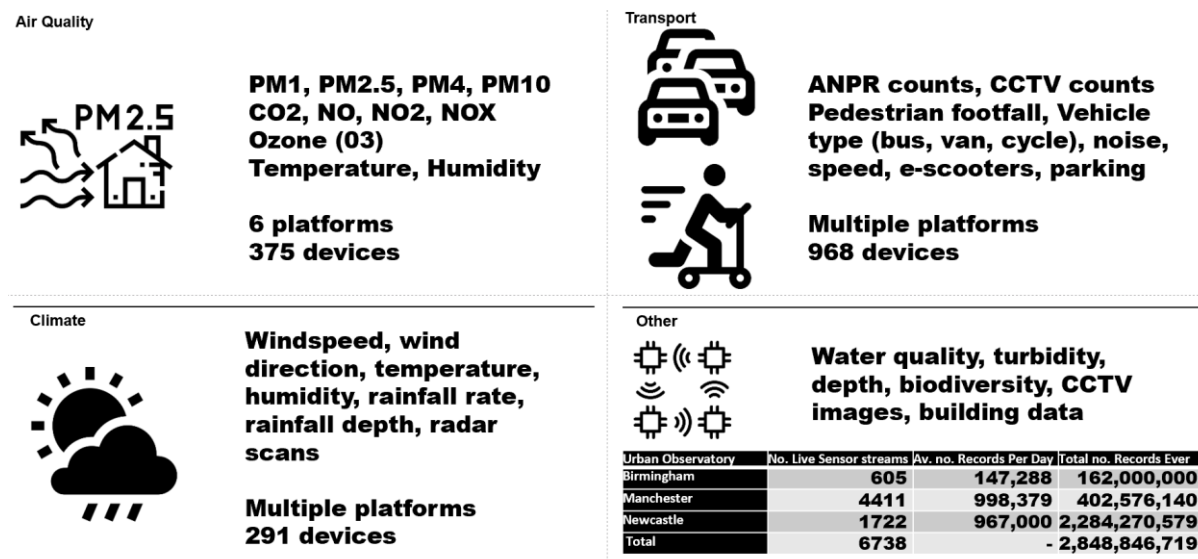 Air Quality
PM2.5
PM1, PM2.5, PM4, PM10
CO2, NO, NO2, NOX
Ozone (03)
Temperature, Humidity
6 platforms
375 devices
Transport
ANPR counts, CCTV counts
Pedestrian footfall, Vehicle
type (bus, van, cycle), noise,
speed, e-scooters, parking
Multiple platforms
968 devices
Climate
Windspeed, wind
direction, temperature,
humidity, rainfall rate,
rainfall depth, radar
scans
Multiple platforms
291 devices
Other
Water quality, turbidity,
depth, biodiversity, CCTV
images, building data
Urban Observatory No. Live Sensor streams Av. no. Records Per Day Total no. Records Ever
Birmingham 605 147,288 162,000,000
Manchester 4411 998,379 402,576,140
Newcastle 1722 967,000 2,284,270,579
Total 6738 - 2,848,846,719